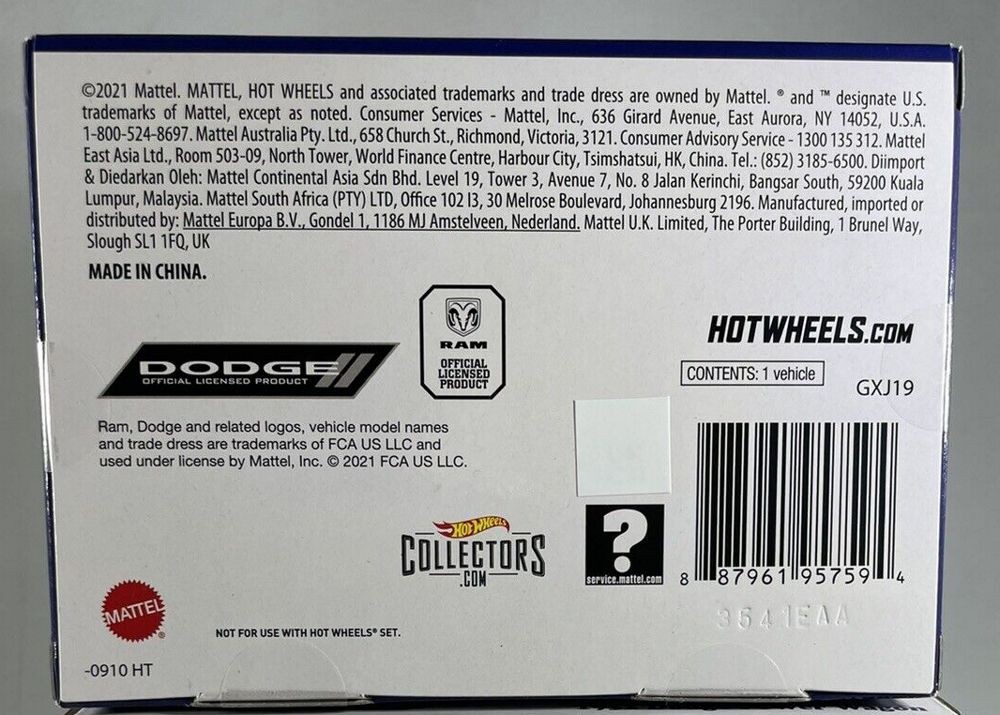 ©2021 Mattel. MATTEL, HOT WHEELS and associated trademarks and trade dress are owned by Mattel. ® and ™ designate U.S.
trademarks of Mattel, except as noted. Consumer Services - Mattel, Inc., 636 Girard Avenue, East Aurora, NY 14052, U.S.A.
1-800-524-8697. Mattel Australia Pty. Ltd., 658 Church St., Richmond, Victoria, 3121. Consumer Advisory Service - 1300 135 312. Mattel
East Asia Ltd., Room 503-09, North Tower, World Finance Centre, Harbour City, Tsimshatsui, HK, China. Tel.: (852) 3185-6500. Diimport
& Diedarkan Oleh: Mattel Continental Asia Sdn Bhd. Level 19, Tower 3, Avenue 7, No. 8 Jalan Kerinchi, Bangsar South, 59200 Kuala
Lumpur, Malaysia. Mattel South Africa (PTY) LTD, Office 102 I3, 30 Melrose Boulevard, Johannesburg 2196. Manufactured, imported or
distributed by: Mattel Europa B.V., Gondel 1, 1186 MJ Amstelveen, Nederland. Mattel U.K. Limited, The Porter Building, 1 Brunel Way,
Slough SL1 1FQ, UK
MADE IN CHINA.
DODGE
OFFICIAL LICENSED PRODUCT
RAM
OFFICIAL
LICENSED
PRODUCT
Ram, Dodge and related logos, vehicle model names
and trade dress are trademarks of FCA US LLC and
used under license by Mattel, Inc. © 2021 FCA US LLC.
HOTWHEELS.COM
CONTENTS: 1 vehicle
GXJ19
HOT WHEELS
COLLECTORS
.COM
?
service.mattel.com
8 87961 95759 4
3541EAA
MATTEL®
NOT FOR USE WITH HOT WHEELS® SET.
-0910 HT